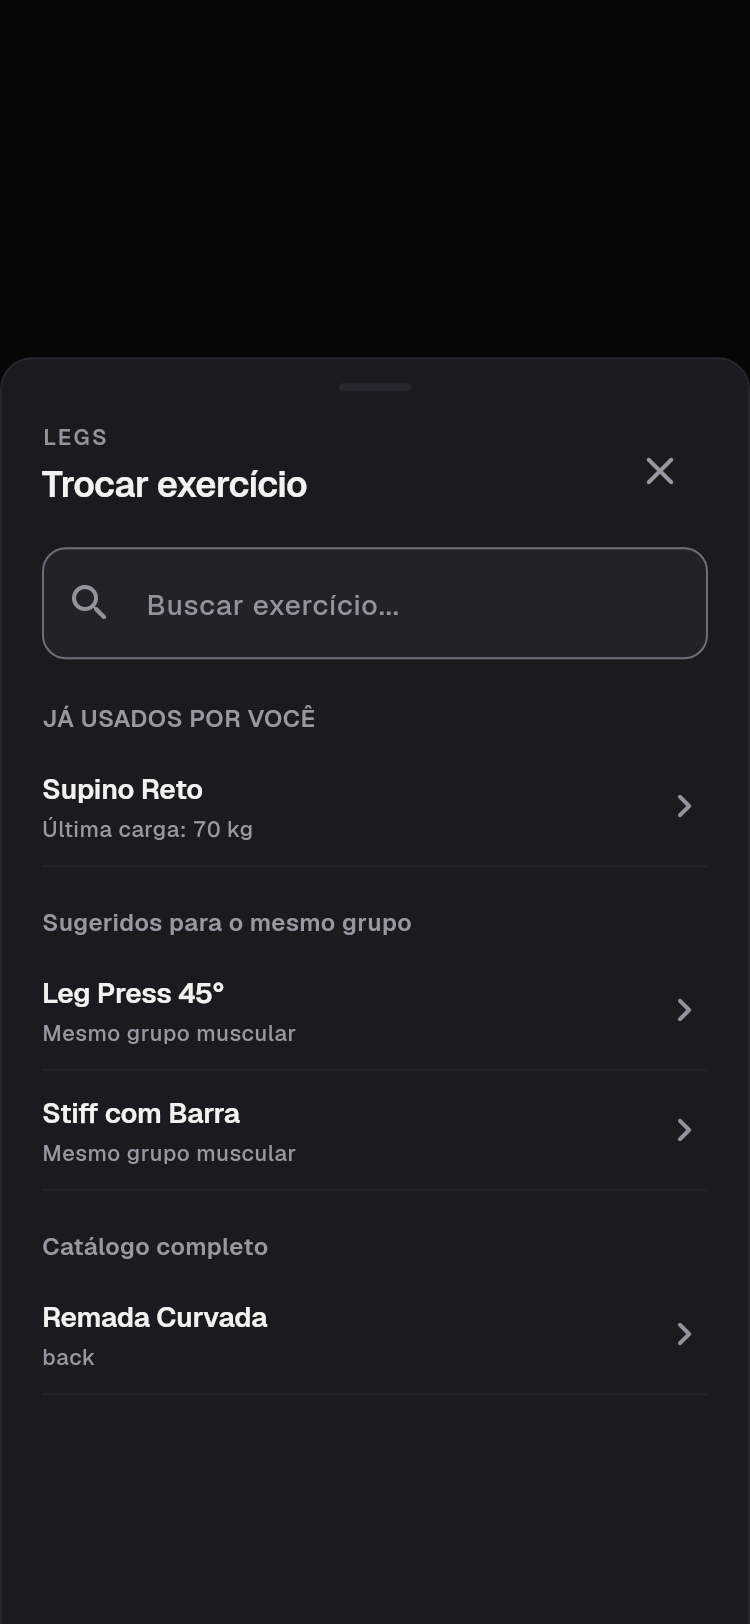 LEGS
Trocar exercício
Buscar exercício...
JÁ USADOS POR VOCÊ
Supino Reto
Última carga: 70 kg
Sugeridos para o mesmo grupo
Leg Press 45°
Mesmo grupo muscular
Stiff com Barra
Mesmo grupo muscular
Catálogo completo
Remada Curvada
back